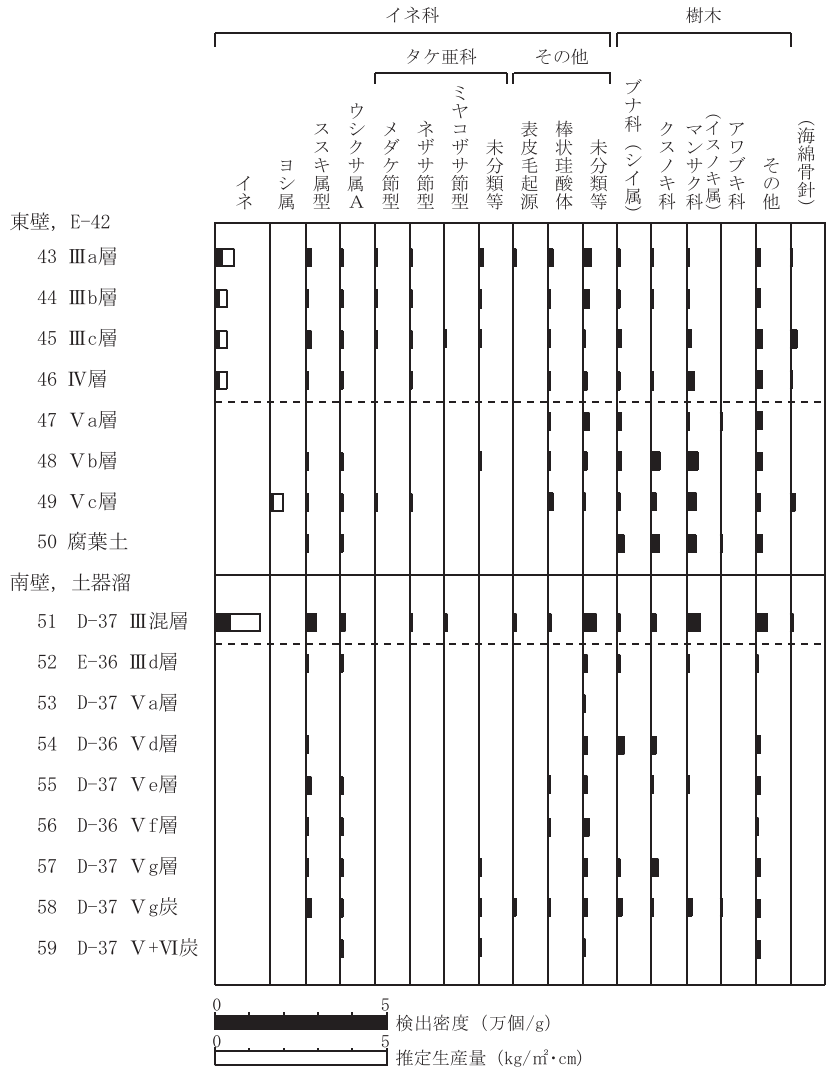 イネ科
樹木
タケ亜科
その他
イネ
ヨシ属
ススキ属型
ウシクサ属A
メダケ節型
ネザサ節型
ミヤコザサ節型
未分類等
表皮毛起源
棒状珪酸体
未分類等
ブナ科（シイ属）
クスノキ科
マンサク科
（イスノキ属）
アワブキ科
その他
（海綿骨針）
東壁，E-42
43 Ⅲa層
44 Ⅲb層
45 Ⅲc層
46 Ⅳ層
47 Ⅴa層
48 Ⅴb層
49 Ⅴc層
50 腐葉土
南壁，土器溜
51 D-37 Ⅲ混層
52 E-36 Ⅲd層
53 D-37 Ⅴa層
54 D-36 Ⅴd層
55 D-37 Ⅴe層
56 D-36 Ⅴf層
57 D-37 Ⅴg層
58 D-37 Ⅴg炭
59 D-37 Ⅴ+Ⅵ炭
0 5
検出密度（万個/g）
0 5
推定生産量（kg/㎡･cm）